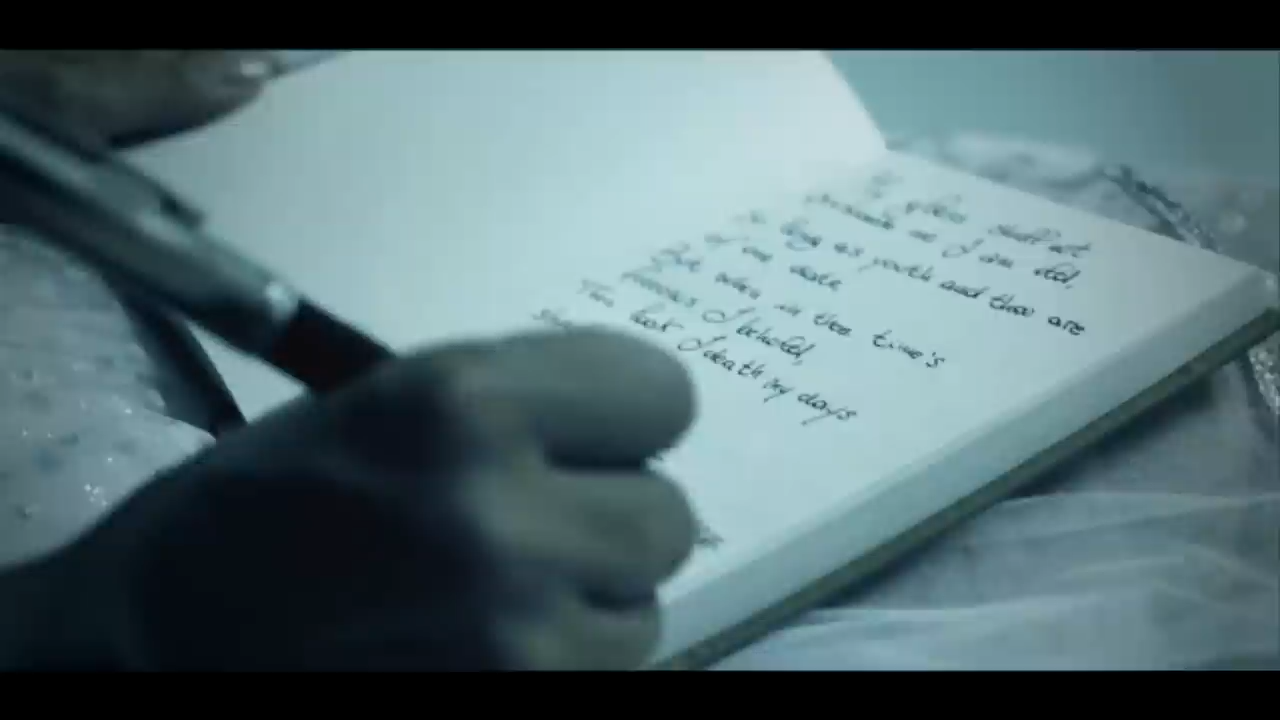 glass shall not
persuade me I am old,
So long as youth and thou are
of one date
But when in thee time's
furrows I behold,
Then look I death my days